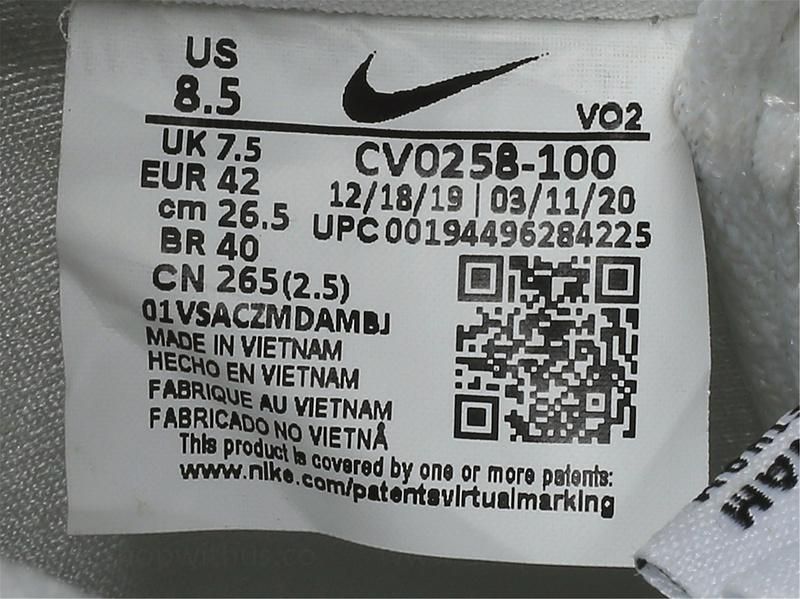 US
8.5
VO2
UK 7.5
EUR 42
cm 26.5
BR 40
CN 265(2.5)
CV0258-100
12/18/19 | 03/11/20
UPC 00194496284225
01VSACZMDAMBJ
MADE IN VIETNAM
HECHO EN VIETNAM
FABRIQUE AU VIETNAM
FABRICADO NO VIETNÃ
This product is covered by one or more patents:
www.nike.com/patentsvirtualmarking